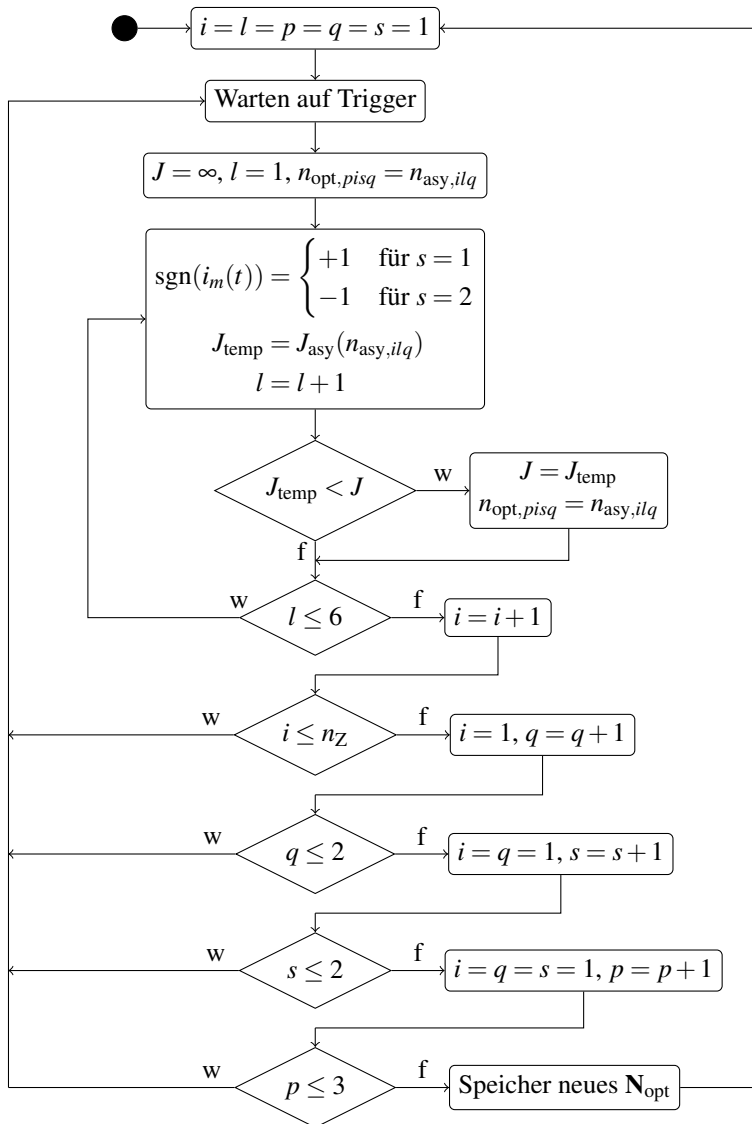 i = l = p = q = s = 1
Warten auf Trigger
J = ∞, l = 1, n_opt,pisq = n_asy,ilq
sgn(i_m(t)) = { +1 für s = 1
−1 für s = 2
J_temp = J_asy(n_asy,ilq)
l = l + 1
J_temp < J
w
J = J_temp
n_opt,pisq = n_asy,ilq
f
w
l ≤ 6
f
i = i + 1
w
i ≤ n_Z
f
i = 1, q = q + 1
w
q ≤ 2
f
i = q = 1, s = s + 1
w
s ≤ 2
f
i = q = s = 1, p = p + 1
w
p ≤ 3
f
Speicher neues N_opt